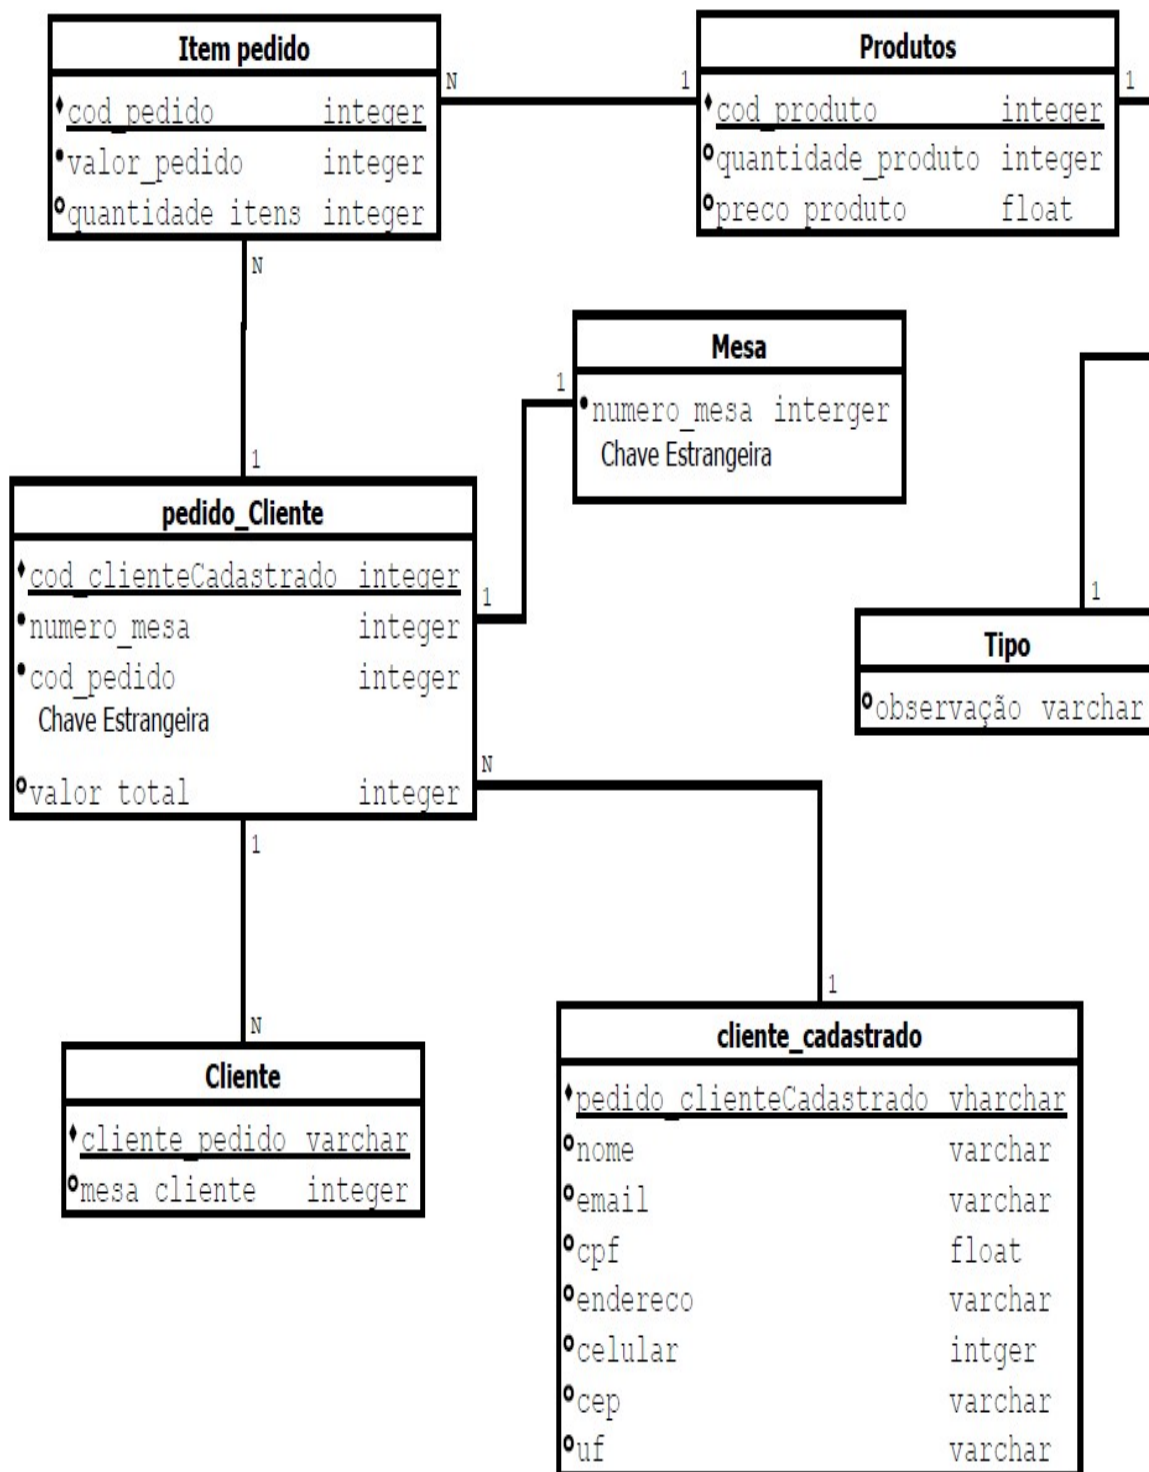 Item pedido
cod_pedido integer
valor_pedido integer
quantidade itens integer
N
1
Produtos
cod_produto integer
quantidade_produto integer
preco produto float
1
N
1
Mesa
numero_mesa interger
Chave Estrangeira
1
1
pedido_Cliente
cod_clienteCadastrado integer
numero_mesa integer
cod_pedido integer
Chave Estrangeira
valor total integer
1
Tipo
observação varchar
N
1
1
N
Cliente
cliente_pedido varchar
mesa cliente integer
cliente_cadastrado
pedido_clienteCadastrado vharchar
nome varchar
email varchar
cpf float
endereco varchar
celular intger
cep varchar
uf varchar